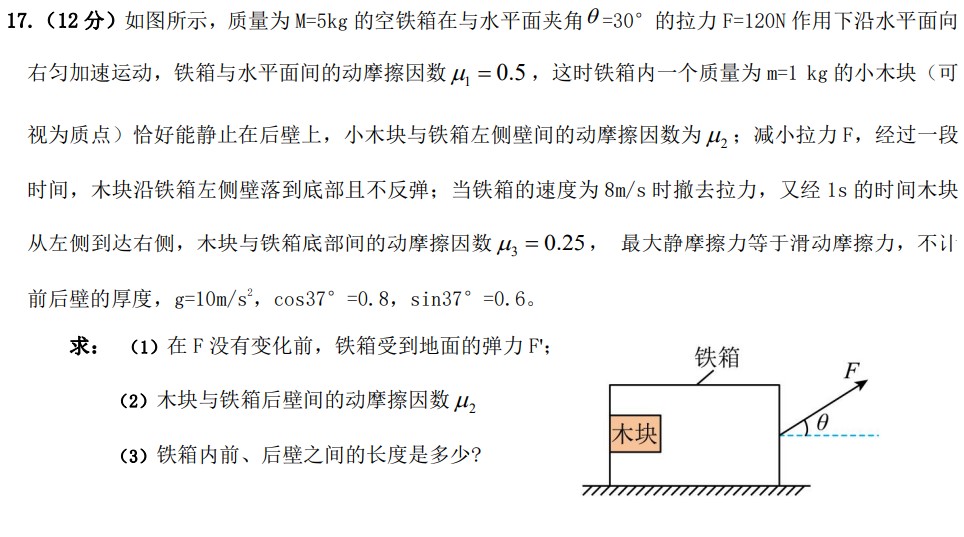 17.（12分）如图所示，质量为 M=5kg 的空铁箱在与水平面夹角θ=30° 的拉力 F=120N 作用下沿水平面向
右匀加速运动，铁箱与水平面间的动摩擦因数 μ₁ = 0.5，这时铁箱内一个质量为 m=1 kg 的小木块（可
视为质点）恰好能静止在后壁上，小木块与铁箱左侧壁间的动摩擦因数为 μ₂；减小拉力 F，经过一段
时间，木块沿铁箱左侧壁落到底部且不反弹；当铁箱的速度为 8m/s 时撤去拉力，又经 1s 的时间木块
从左侧到达右侧，木块与铁箱底部间的动摩擦因数 μ₃ = 0.25， 最大静摩擦力等于滑动摩擦力，不计
前后壁的厚度，g=10m/s²，cos37° =0.8，sin37° =0.6。
求：（1）在 F 没有变化前，铁箱受到地面的弹力 F'；
（2）木块与铁箱后壁间的动摩擦因数 μ₂
（3）铁箱内前、后壁之间的长度是多少？
铁箱
F
θ
木块